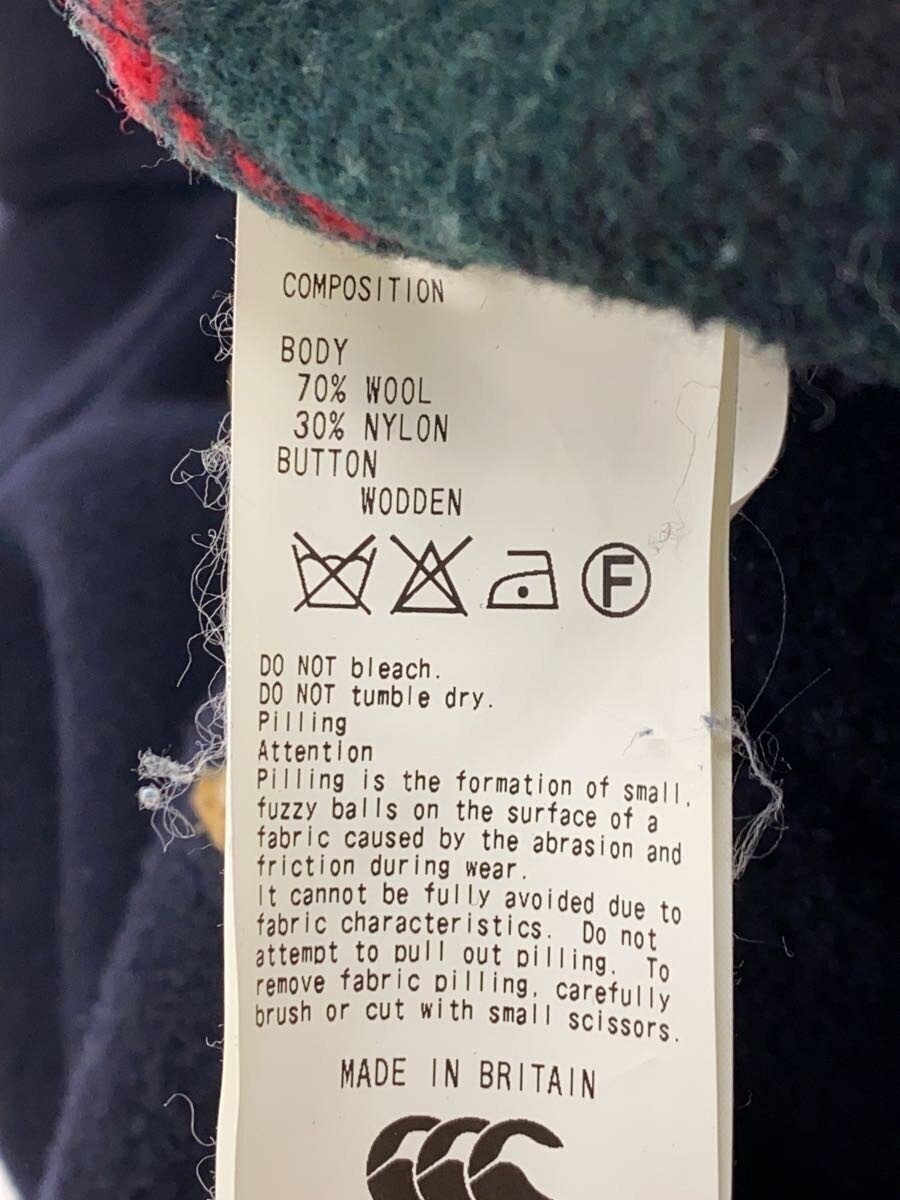 COMPOSITION
BODY
70% WOOL
30% NYLON
BUTTON
WODDEN
F
DO NOT bleach.
DO NOT tumble dry.
Pilling
Attention
Pilling is the formation of small,
fuzzy balls on the surface of a
fabric caused by the abrasion and
friction during wear.
It cannot be fully avoided due to
fabric characteristics. Do not
attempt to pull out pilling. To
remove fabric pilling, carefully
brush or cut with small scissors.
MADE IN BRITAIN